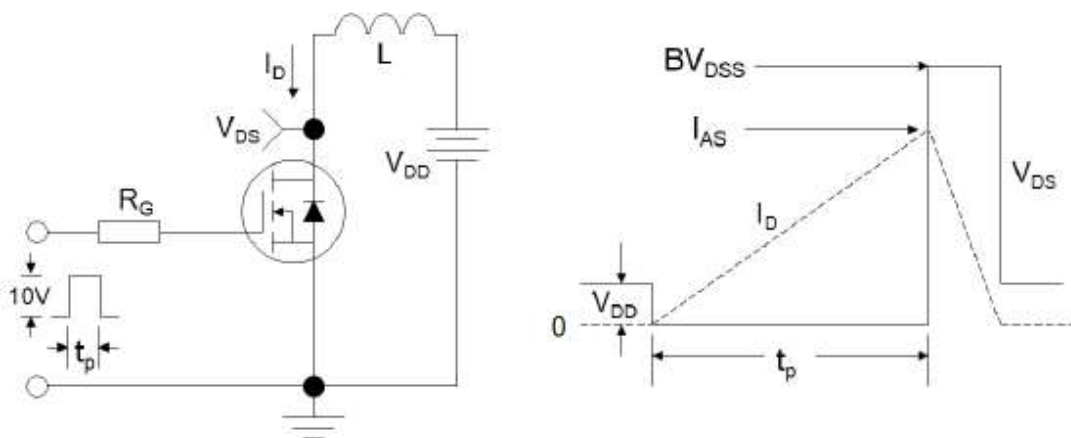 L
I_D
V_DS
V_DD
R_G
10V
t_p
BV_DSS
I_AS
V_DS
I_D
V_DD
0
t_p